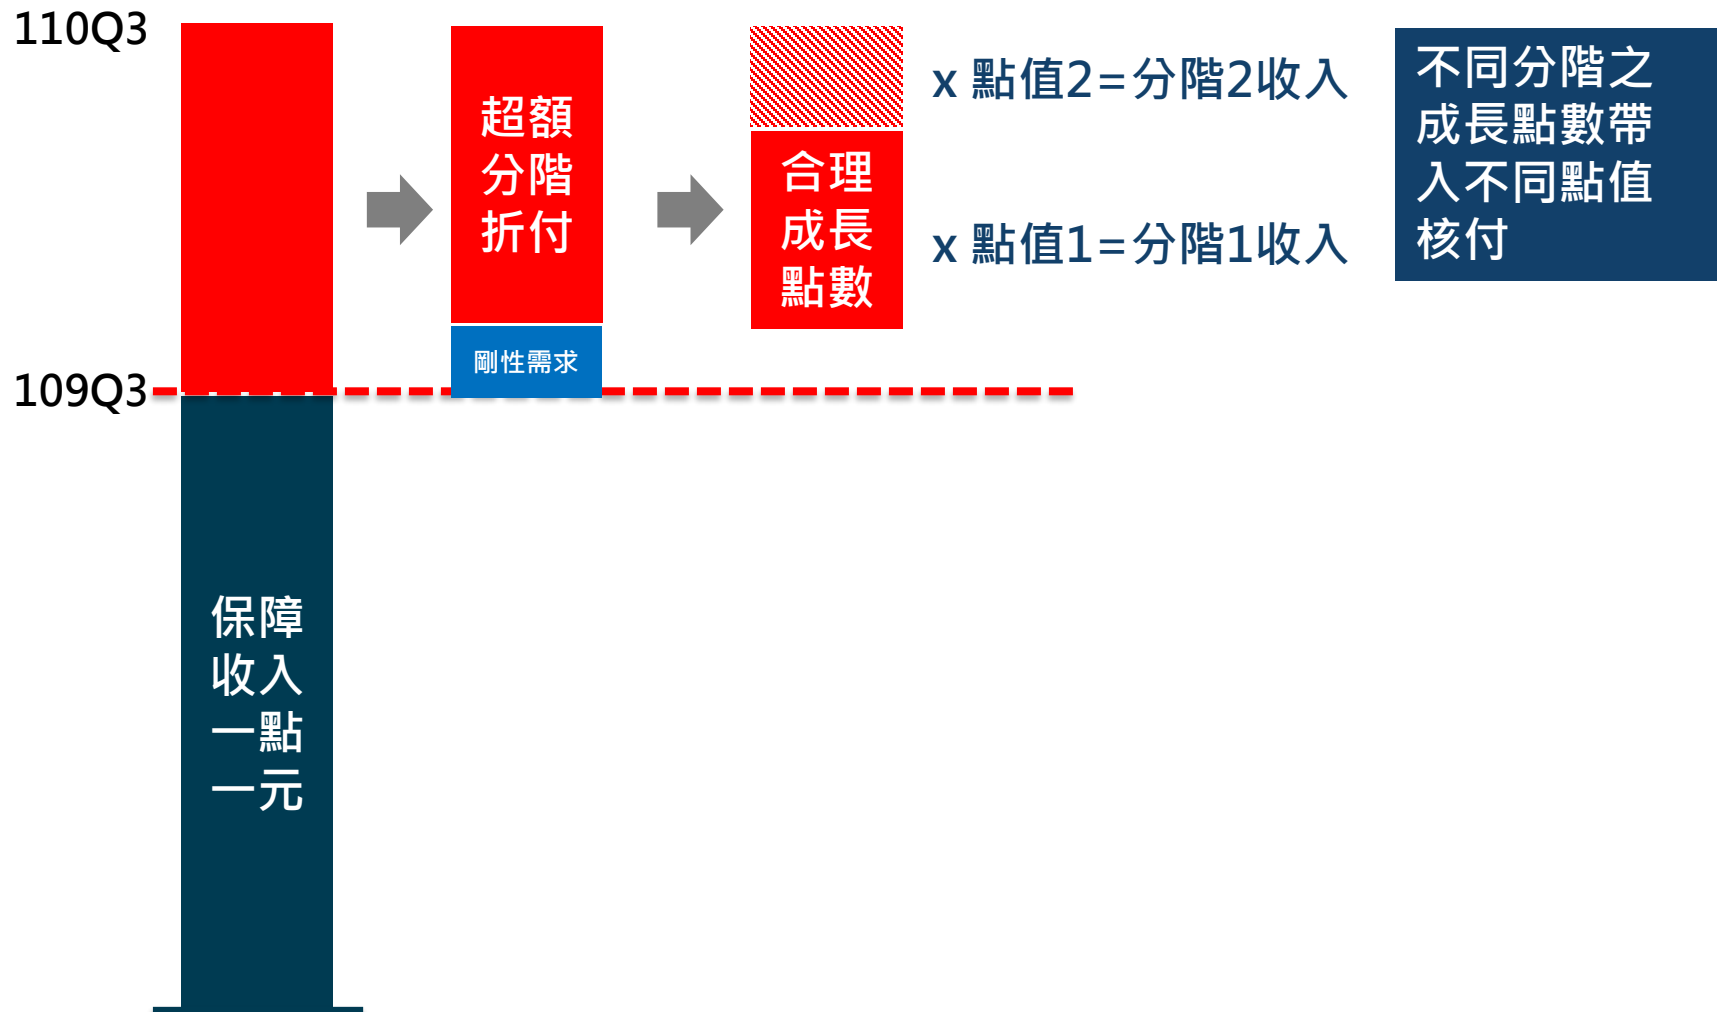 110Q3
超額
分階
折付
合理
成長
點數
x 點值2=分階2收入
x 點值1=分階1收入
不同分階之
成長點數帶
入不同點值
核付
剛性需求
109Q3
保障
收入
一點
一元